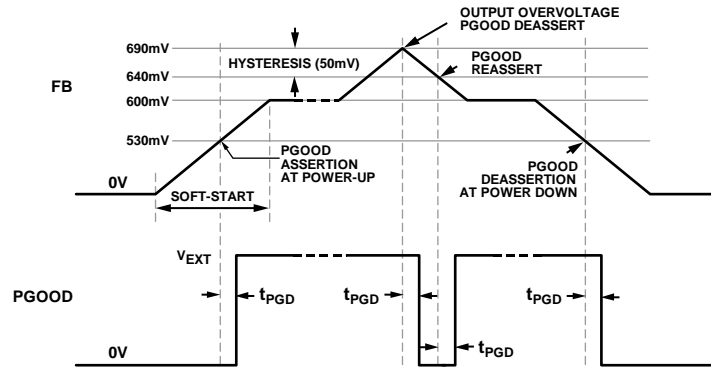 OUTPUT OVERVOLTAGE
PGOOD DEASSERT
690mV
HYSTERESIS (50mV)
PGOOD
REASSERT
640mV
FB
600mV
530mV
PGOOD
ASSERTION
AT POWER-UP
PGOOD
DEASSERTION
AT POWER DOWN
0V
SOFT-START
VEXT
PGOOD
tPGD
tPGD
tPGD
tPGD
0V